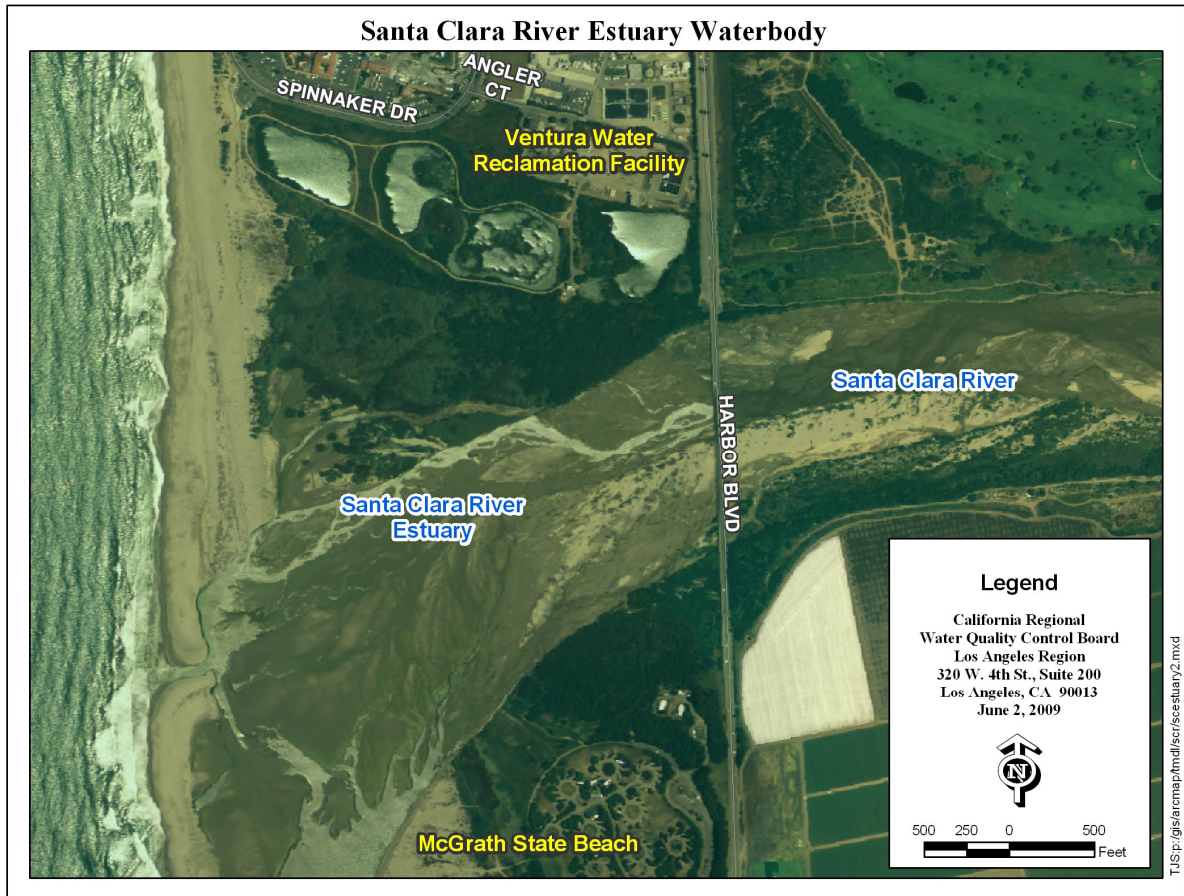 Santa Clara River Estuary Waterbody
ANGLER
CT
SPINNAKER DR
Ventura Water
Reclamation Facility
Santa Clara River
HARBOR BLVD
Santa Clara River
Estuary
McGrath State Beach
Legend
California Regional
Water Quality Control Board
Los Angeles Region
320 W. 4th St., Suite 200
Los Angeles, CA 90013
June 2, 2009
N
500 250 0 500
Feet
TJS:p:/gis/arcmap/tmdl/scr/scestuary2.mxd